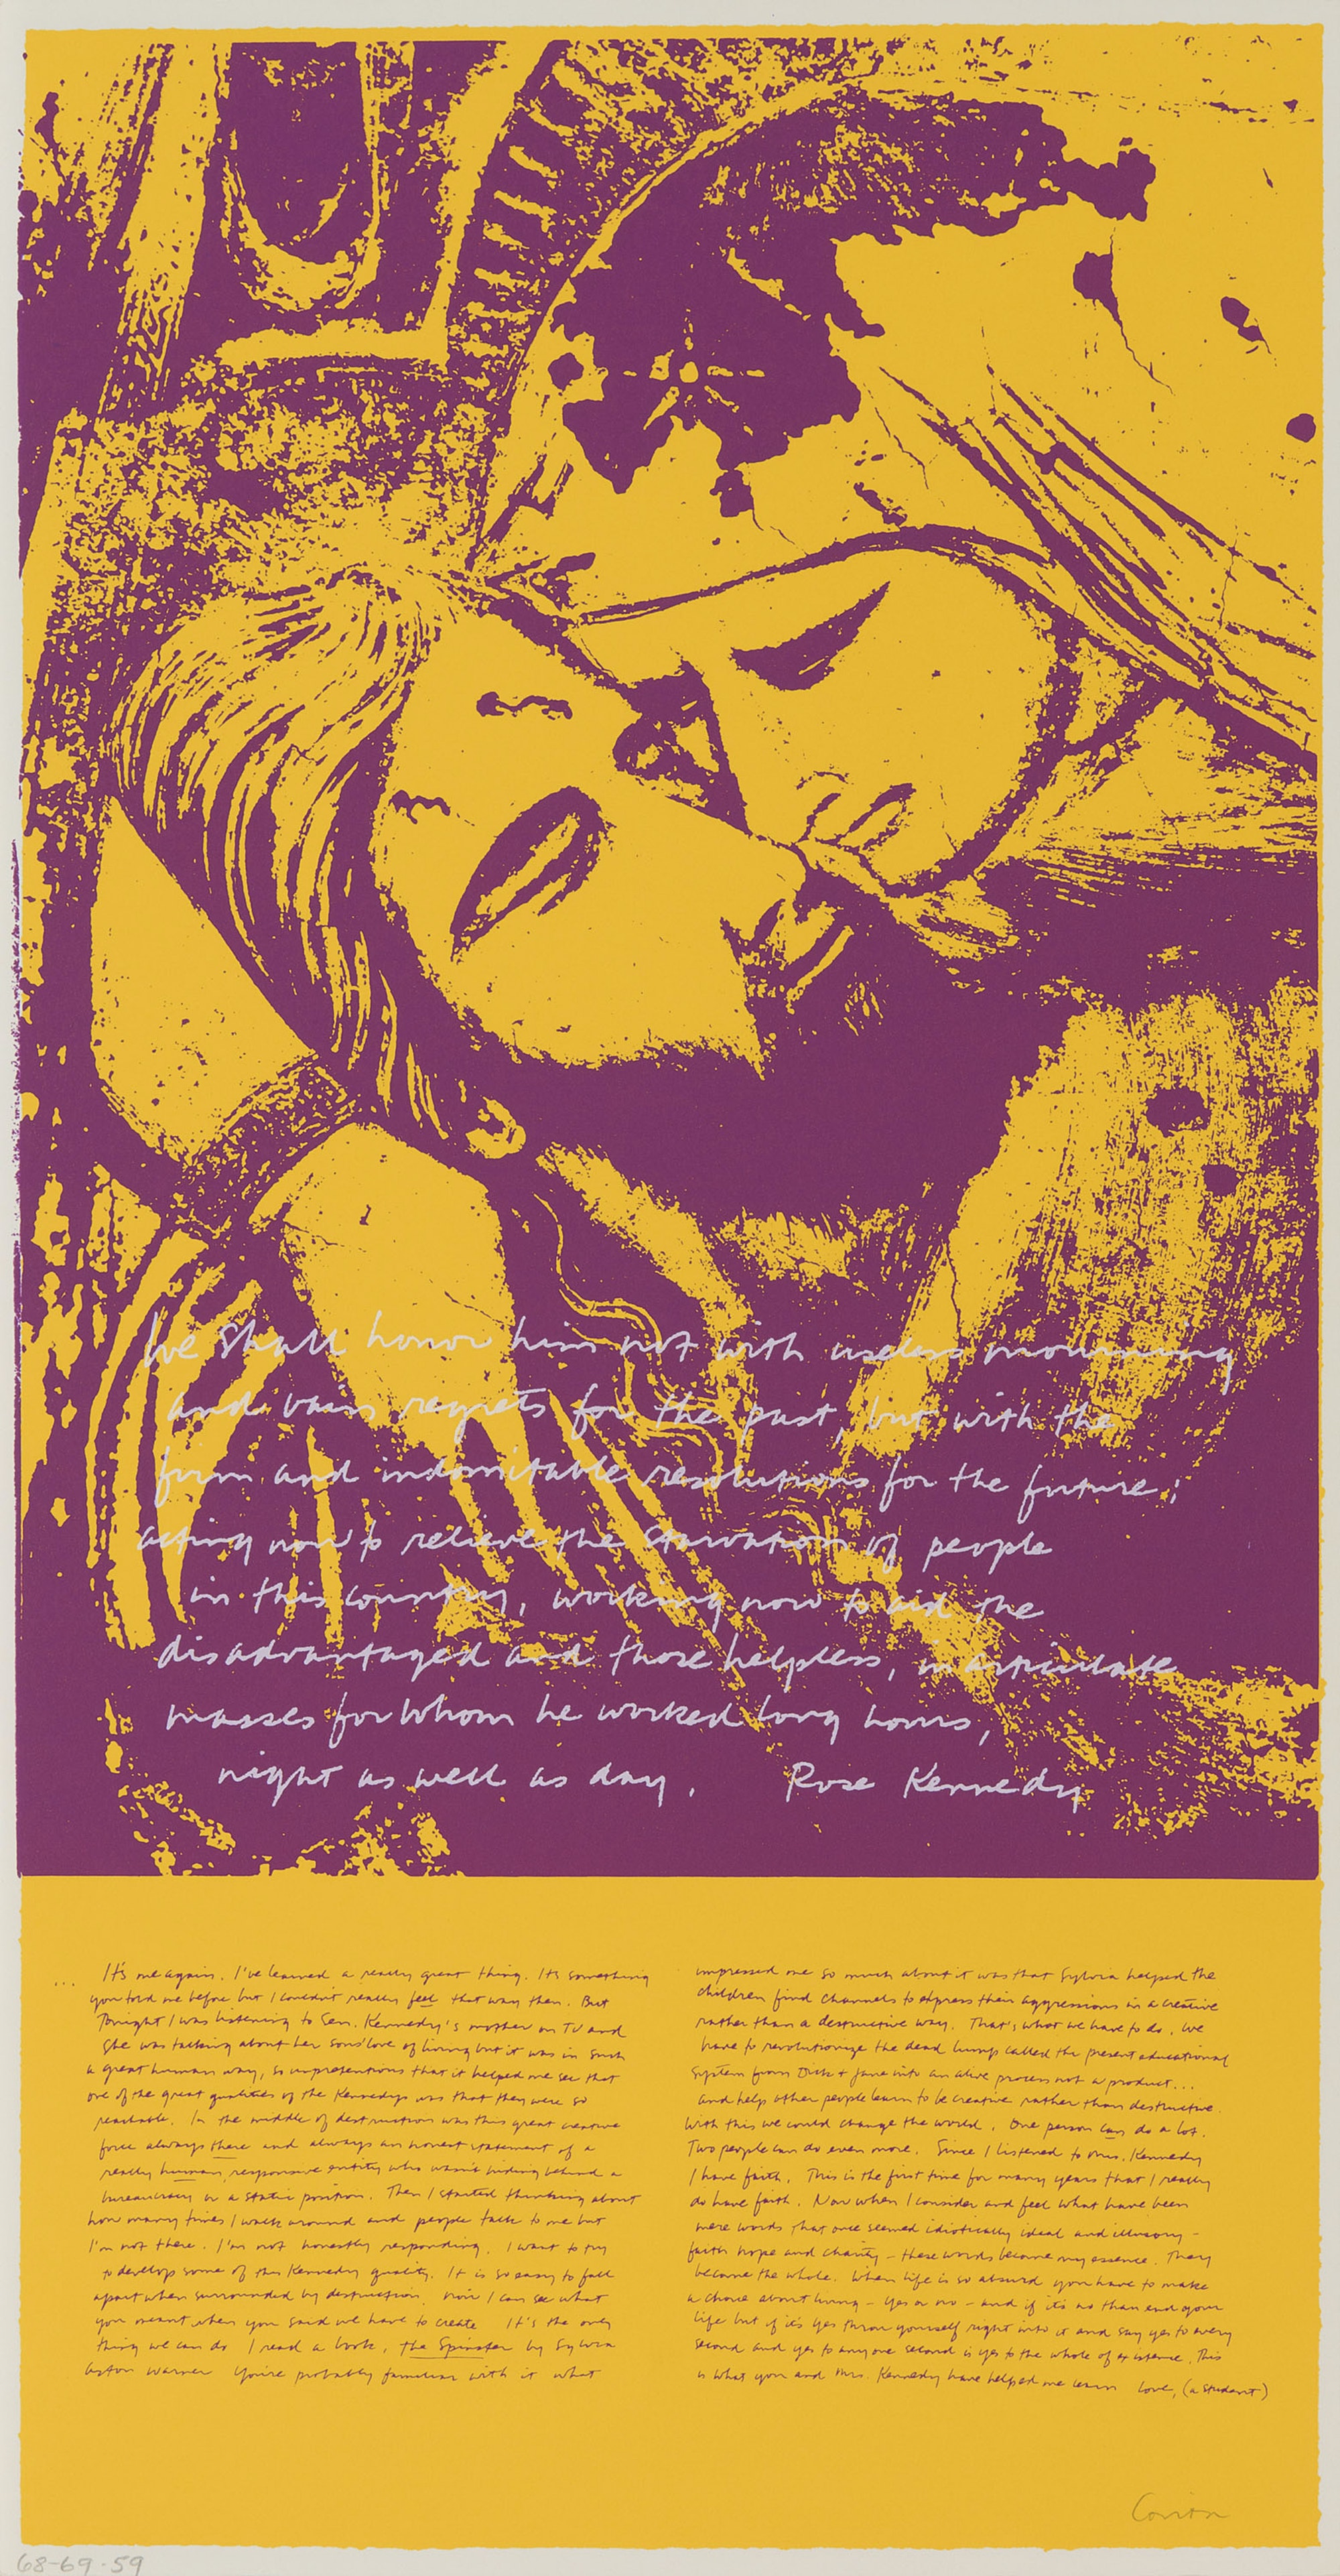 We shall honor him not with useless mourning
and vain regrets for the past, but with the
firm and indomitable resolutions for the future:
acting now to relieve the starvation of people
in this country, working now to aid the
disadvantaged and those helpless, inarticulate
masses for whom he worked long hours,
night as well as day. Rose Kennedy
... It's me again. I've learned a really great thing. Its something
you told me before but I couldn't really feel that way then. But
Tonight I was listening to Sen. Kennedy's mother on TV and
she was talking about her sons' love of living but it was in such
a great human way, so unpretentious that it helped me see that
one of the great qualities of the Kennedys was that they were so
reachable. In the middle of destruction was this great creative
force always there and always an honest statement of a
really human, responsive entity who wasn't hiding behind a
bureaucracy or a static position. Then I started thinking about
how many times I walk around and people talk to me but
I'm not there. I'm not honestly responding. I want to try
to develop some of this Kennedy quality. It is so easy to fall
apart when surrounded by destruction. Now I can see what
you meant when you said we have to create It's the only
thing we can do I read a book, the Spinster by Sylvia
Aston Warner You're probably familiar with it what
impressed me so much about it was that Sylvia helped the
children find channels to express their aggressions in a creative
rather than a destructive way. That's what we have to do. We
have to revolutionize the dead lump called the present educational
system from Dick + Jane into an alive process not a product...
and help other people learn to be creative rather than destructive.
With this we could change the world. One person can do a lot.
Two people can do even more. Since I listened to Mrs. Kennedy
I have faith. This is the first time for many years that I really
do have faith. Now when I consider and feel what have been
mere words that once seemed idiotically ideal and illusory -
faith hope and charity - these words become my essence. They
became the whole. When life is so absurd you have to make
a choice about living - yes or no - and if it's no than end your
life but if it's yes throw yourself right into it and say yes to every
second and yes to any one second is yes to the whole of existence. This
is what you and Mrs. Kennedy have helped me learn love, (a student)
Corita
68-69-59